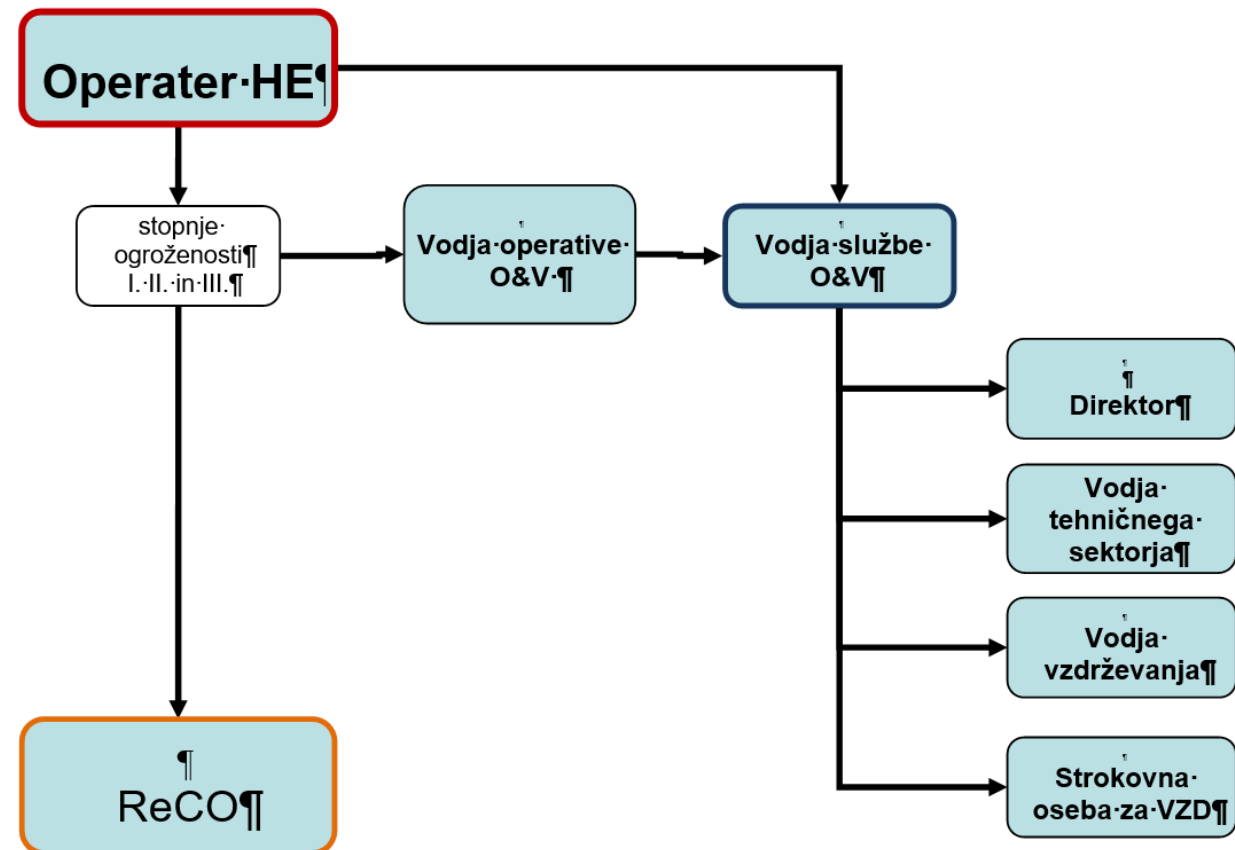 Operater·HE¶
stopnje·
ogroženosti¶
I.·II.·in·III.¶
¶
Vodja·operative·
O&V·¶
¶
Vodja·službe·
O&V¶
¶
¶
Direktor¶
Vodja·
tehničnega·
sektorja¶
¶
Vodja·
vzdrževanja¶
¶
Strokovna·
oseba·za·VZD¶
¶
ReCO¶